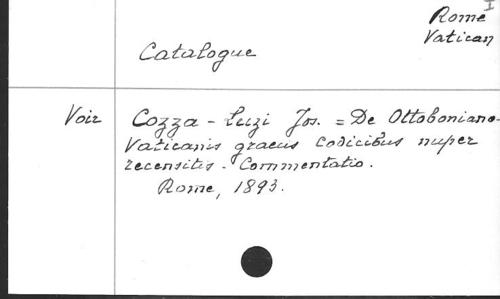 I
Rome
Vatican
Catalogue
Voir Cozza - Luzi Jos. = De Ottoboniano-
Vaticanis graecis codicibus nuper
recensitis. Commentatio.
Rome, 1893.